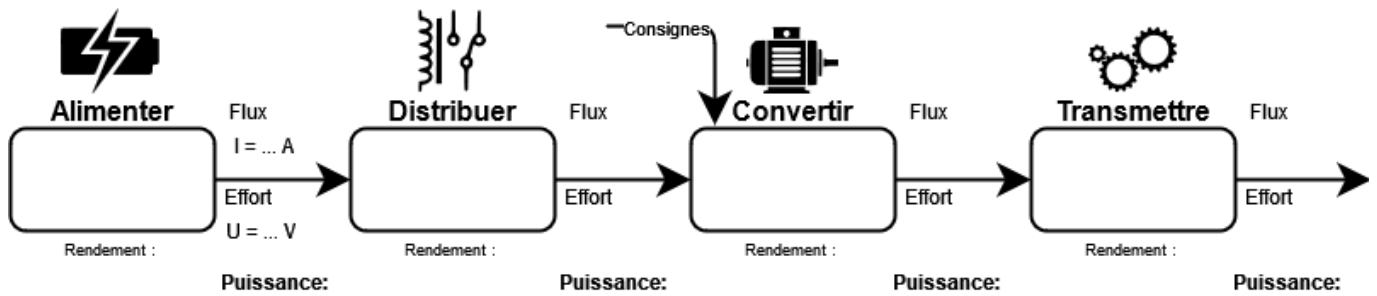 Consignes
Alimenter
Flux
Distribuer
Flux
Convertir
Flux
Transmettre
Flux
I = ... A
Effort
Effort
Effort
Effort
U = ... V
Rendement :
Rendement :
Rendement :
Rendement :
Puissance:
Puissance:
Puissance:
Puissance: